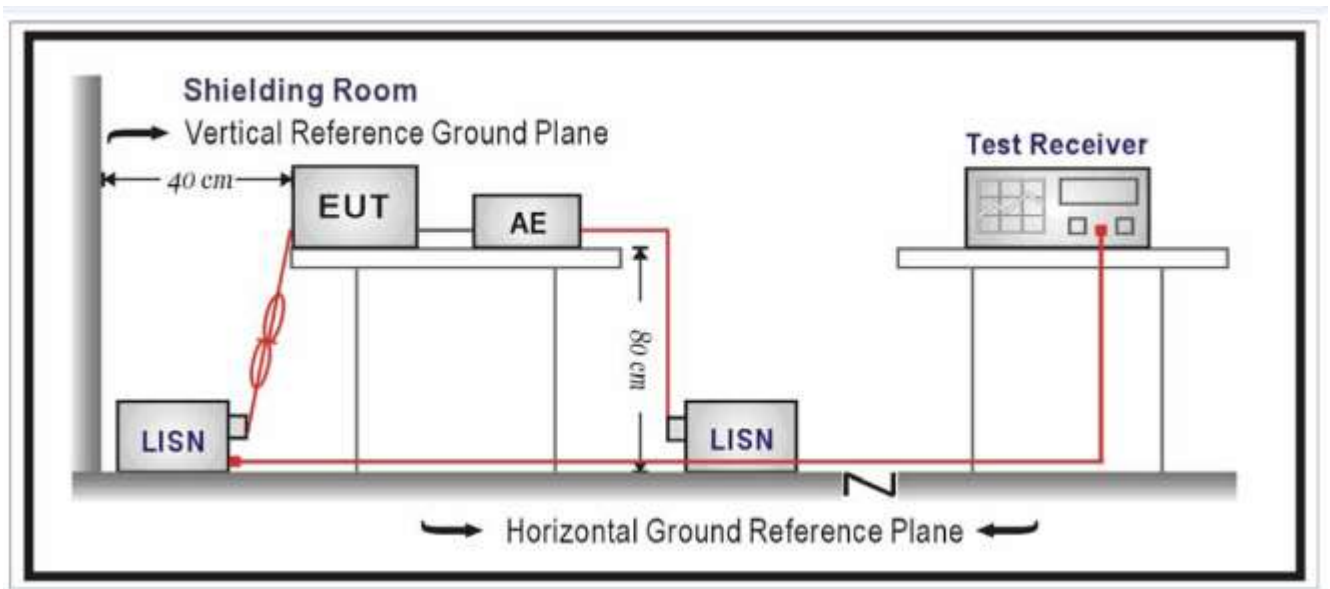 Shielding Room
Vertical Reference Ground Plane
Test Receiver
40 cm
EUT
AE
80 cm
LISN
LISN
Horizontal Ground Reference Plane